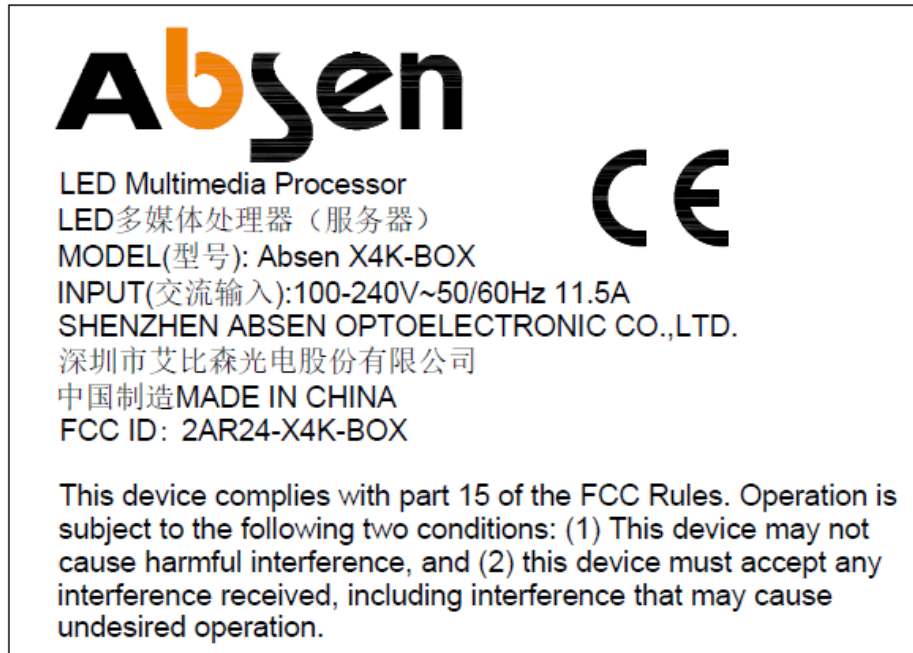 Absen
CE
LED Multimedia Processor
LED多媒体处理器（服务器）
MODEL(型号): Absen X4K-BOX
INPUT(交流输入):100-240V~50/60Hz 11.5A
SHENZHEN ABSEN OPTOELECTRONIC CO.,LTD.
深圳市艾比森光电股份有限公司
中国制造MADE IN CHINA
FCC ID: 2AR24-X4K-BOX
This device complies with part 15 of the FCC Rules. Operation is
subject to the following two conditions: (1) This device may not
cause harmful interference, and (2) this device must accept any
interference received, including interference that may cause
undesired operation.